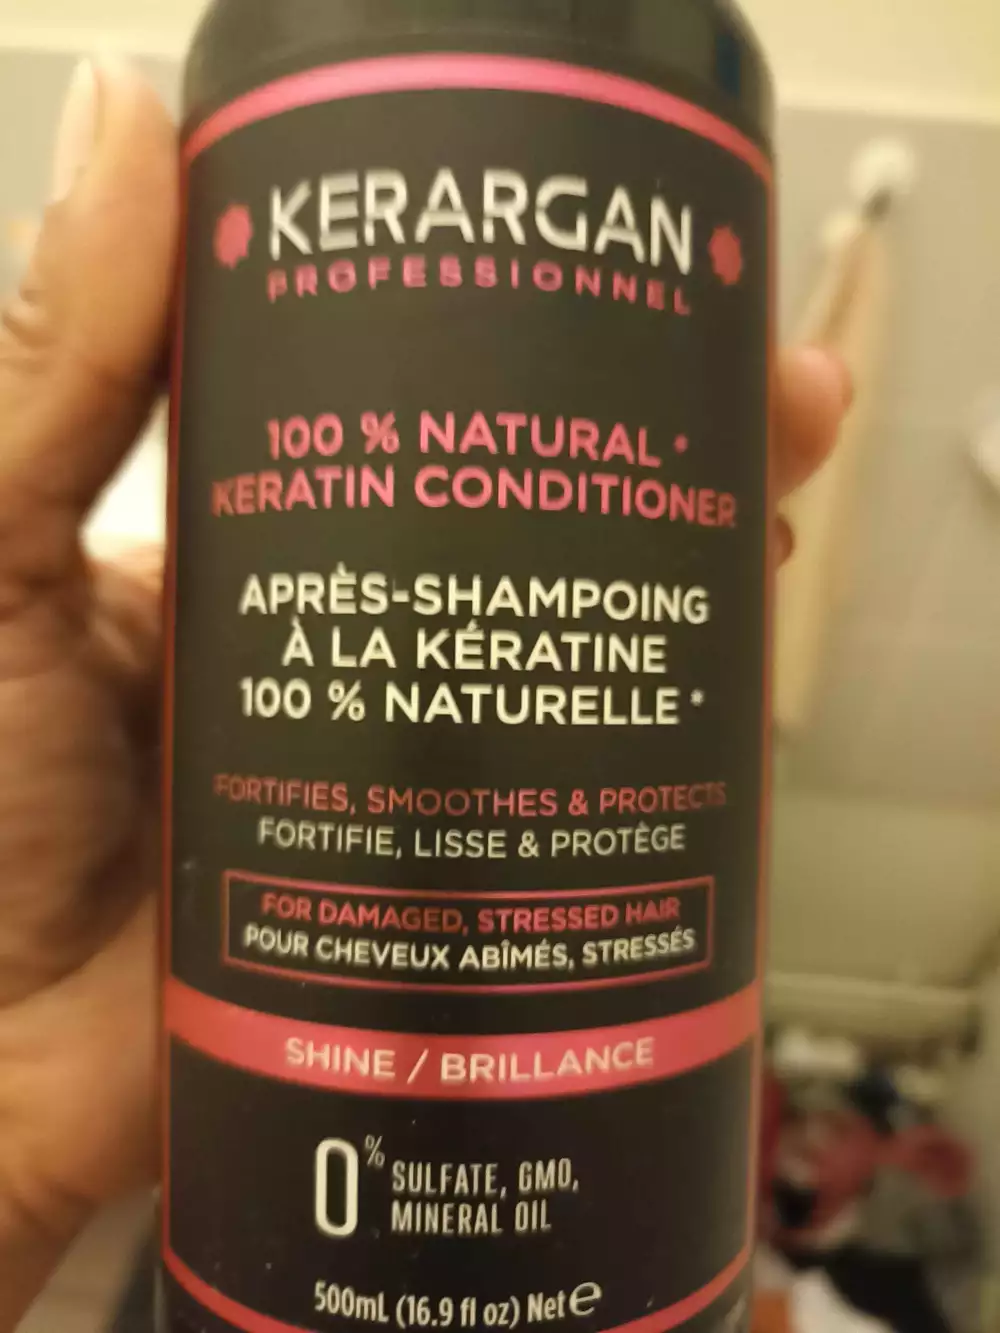 KERARGAN
PROFESSIONNEL
100 % NATURAL *
KERATIN CONDITIONER
APRÈS-SHAMPOING
À LA KÉRATINE
100 % NATURELLE *
FORTIFIES, SMOOTHES & PROTECTS
FORTIFIE, LISSE & PROTÈGE
FOR DAMAGED, STRESSED HAIR
POUR CHEVEUX ABÎMÉS, STRESSÉS
SHINE / BRILLANCE
0% SULFATE, GMO,
MINERAL OIL
500mL (16.9 fl oz) Net e